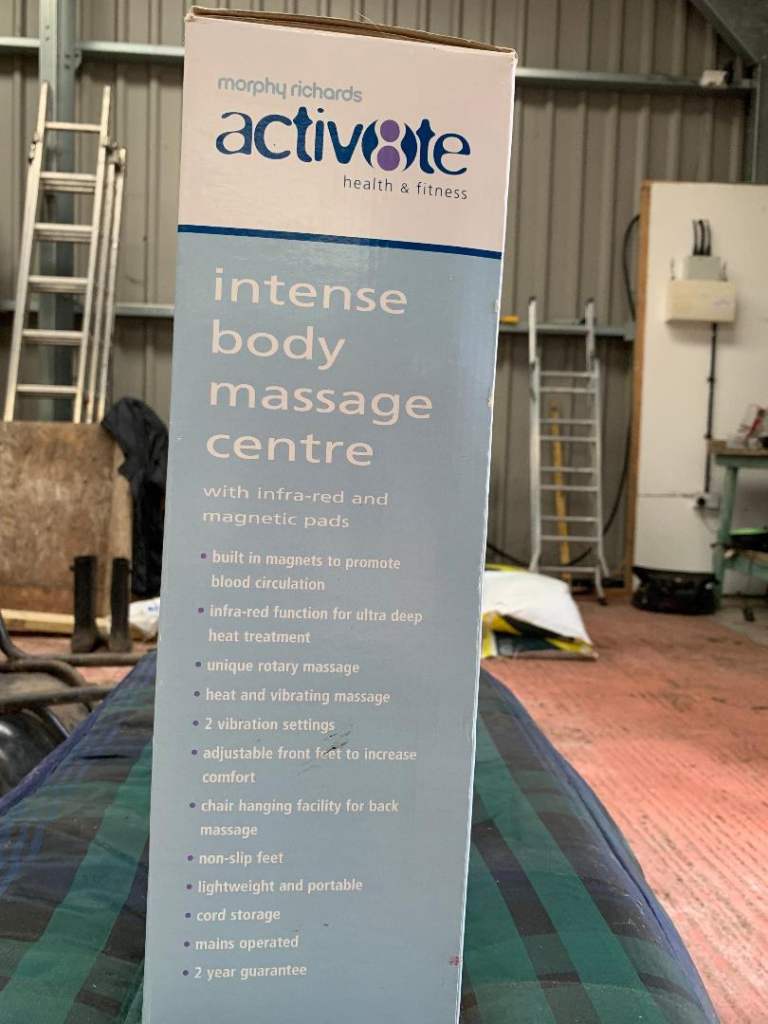 morphy richards
activ8te
health & fitness
intense
body
massage
centre
with infra-red and
magnetic pads
• built in magnets to promote
blood circulation
• infra-red function for ultra deep
heat treatment
• unique rotary massage
• heat and vibrating massage
• 2 vibration settings
• adjustable front feet to increase
comfort
• chair hanging facility for back
massage
• non-slip feet
• lightweight and portable
• cord storage
• mains operated
• 2 year guarantee